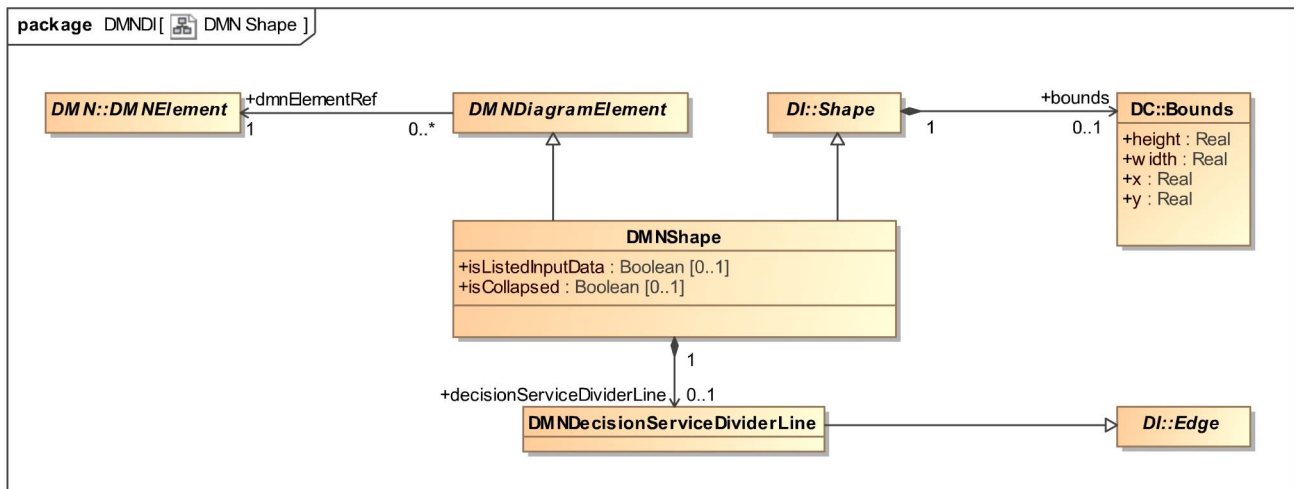 package DMNDI[ DMN Shape ]
DMN::DMNElement
+dmnElementRef
1
0..*
DMNDiagramElement
DI::Shape
1
+bounds
0..1
DC::Bounds
+height : Real
+width : Real
+x : Real
+y : Real
DMNShape
+isListedInputData : Boolean [0..1]
+isCollapsed : Boolean [0..1]
1
+decisionServiceDividerLine
0..1
DMNDecisionServiceDividerLine
DI::Edge